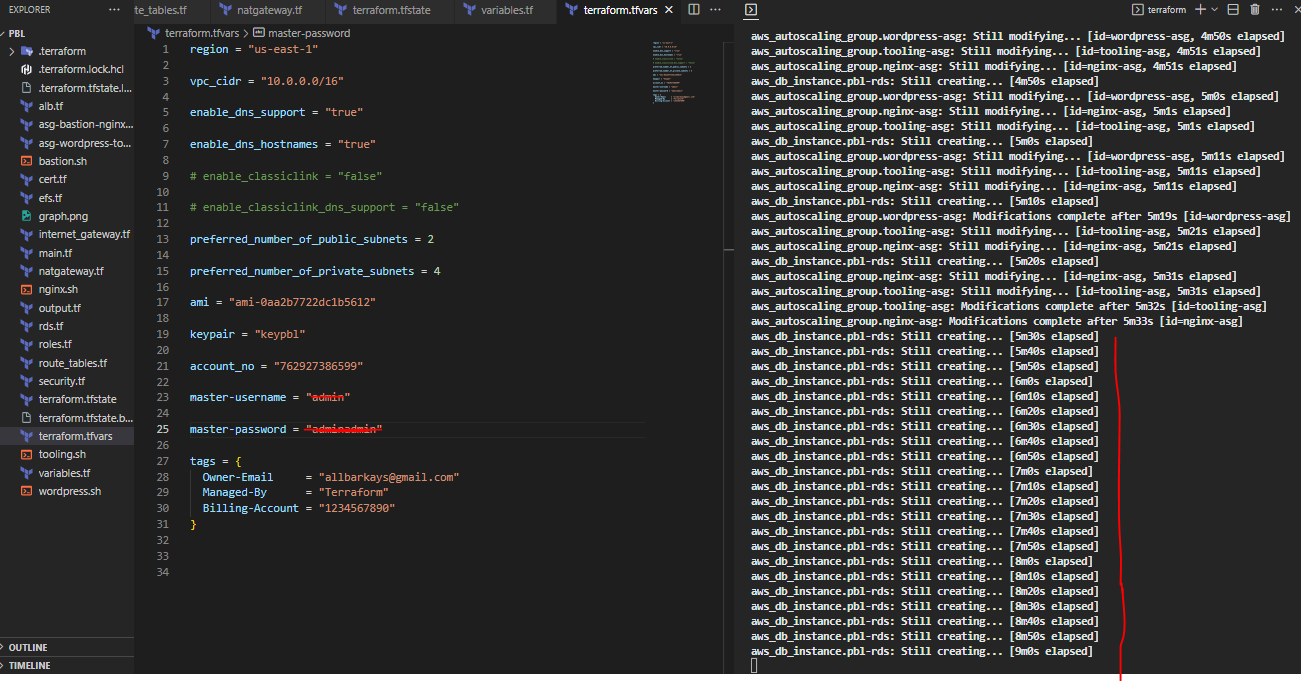 EXPLORER
PBL
.terraform
.terraform.lock.hcl
.terraform.tfstate.l...
alb.tf
asg-bastion-nginx...
asg-wordpress-to...
bastion.sh
cert.tf
efs.tf
graph.png
internet_gateway.tf
main.tf
natgateway.tf
nginx.sh
output.tf
rds.tf
roles.tf
route_tables.tf
security.tf
terraform.tfstate
terraform.tfstate.b...
terraform.tfvars
tooling.sh
variables.tf
wordpress.sh
OUTLINE
TIMELINE
te_tables.tf natgateway.tf terraform.tfstate variables.tf terraform.tfvars
terraform.tfvars > master-password
1 region = "us-east-1"
2
3 vpc_cidr = "10.0.0.0/16"
4
5 enable_dns_support = "true"
6
7 enable_dns_hostnames = "true"
8
9 # enable_classiclink = "false"
10
11 # enable_classiclink_dns_support = "false"
12
13 preferred_number_of_public_subnets = 2
14
15 preferred_number_of_private_subnets = 4
16
17 ami = "ami-0aa2b7722dc1b5612"
18
19 keypair = "keypbl"
20
21 account_no = "762927386599"
22
23 master-username = "admin"
24
25 master-password = "adminadmin"
26
27 tags = {
28 Owner-Email = "allbarkays@gmail.com"
29 Managed-By = "Terraform"
30 Billing-Account = "1234567890"
31 }
32
33
34
terraform
aws_autoscaling_group.wordpress-asg: Still modifying... [id=wordpress-asg, 4m50s elapsed]
aws_autoscaling_group.tooling-asg: Still modifying... [id=tooling-asg, 4m51s elapsed]
aws_autoscaling_group.nginx-asg: Still modifying... [id=nginx-asg, 4m51s elapsed]
aws_db_instance.pbl-rds: Still creating... [4m50s elapsed]
aws_autoscaling_group.wordpress-asg: Still modifying... [id=wordpress-asg, 5m0s elapsed]
aws_autoscaling_group.nginx-asg: Still modifying... [id=nginx-asg, 5m1s elapsed]
aws_autoscaling_group.tooling-asg: Still modifying... [id=tooling-asg, 5m1s elapsed]
aws_db_instance.pbl-rds: Still creating... [5m0s elapsed]
aws_autoscaling_group.wordpress-asg: Still modifying... [id=wordpress-asg, 5m11s elapsed]
aws_autoscaling_group.tooling-asg: Still modifying... [id=tooling-asg, 5m11s elapsed]
aws_autoscaling_group.nginx-asg: Still modifying... [id=nginx-asg, 5m11s elapsed]
aws_db_instance.pbl-rds: Still creating... [5m10s elapsed]
aws_autoscaling_group.wordpress-asg: Modifications complete after 5m19s [id=wordpress-asg]
aws_autoscaling_group.tooling-asg: Still modifying... [id=tooling-asg, 5m21s elapsed]
aws_autoscaling_group.nginx-asg: Still modifying... [id=nginx-asg, 5m21s elapsed]
aws_db_instance.pbl-rds: Still creating... [5m20s elapsed]
aws_autoscaling_group.nginx-asg: Still modifying... [id=nginx-asg, 5m31s elapsed]
aws_autoscaling_group.tooling-asg: Still modifying... [id=tooling-asg, 5m31s elapsed]
aws_autoscaling_group.tooling-asg: Modifications complete after 5m32s [id=tooling-asg]
aws_autoscaling_group.nginx-asg: Modifications complete after 5m33s [id=nginx-asg]
aws_db_instance.pbl-rds: Still creating... [5m30s elapsed]
aws_db_instance.pbl-rds: Still creating... [5m40s elapsed]
aws_db_instance.pbl-rds: Still creating... [5m50s elapsed]
aws_db_instance.pbl-rds: Still creating... [6m0s elapsed]
aws_db_instance.pbl-rds: Still creating... [6m10s elapsed]
aws_db_instance.pbl-rds: Still creating... [6m20s elapsed]
aws_db_instance.pbl-rds: Still creating... [6m30s elapsed]
aws_db_instance.pbl-rds: Still creating... [6m40s elapsed]
aws_db_instance.pbl-rds: Still creating... [6m50s elapsed]
aws_db_instance.pbl-rds: Still creating... [7m0s elapsed]
aws_db_instance.pbl-rds: Still creating... [7m10s elapsed]
aws_db_instance.pbl-rds: Still creating... [7m20s elapsed]
aws_db_instance.pbl-rds: Still creating... [7m30s elapsed]
aws_db_instance.pbl-rds: Still creating... [7m40s elapsed]
aws_db_instance.pbl-rds: Still creating... [7m50s elapsed]
aws_db_instance.pbl-rds: Still creating... [8m0s elapsed]
aws_db_instance.pbl-rds: Still creating... [8m10s elapsed]
aws_db_instance.pbl-rds: Still creating... [8m20s elapsed]
aws_db_instance.pbl-rds: Still creating... [8m30s elapsed]
aws_db_instance.pbl-rds: Still creating... [8m40s elapsed]
aws_db_instance.pbl-rds: Still creating... [8m50s elapsed]
aws_db_instance.pbl-rds: Still creating... [9m0s elapsed]